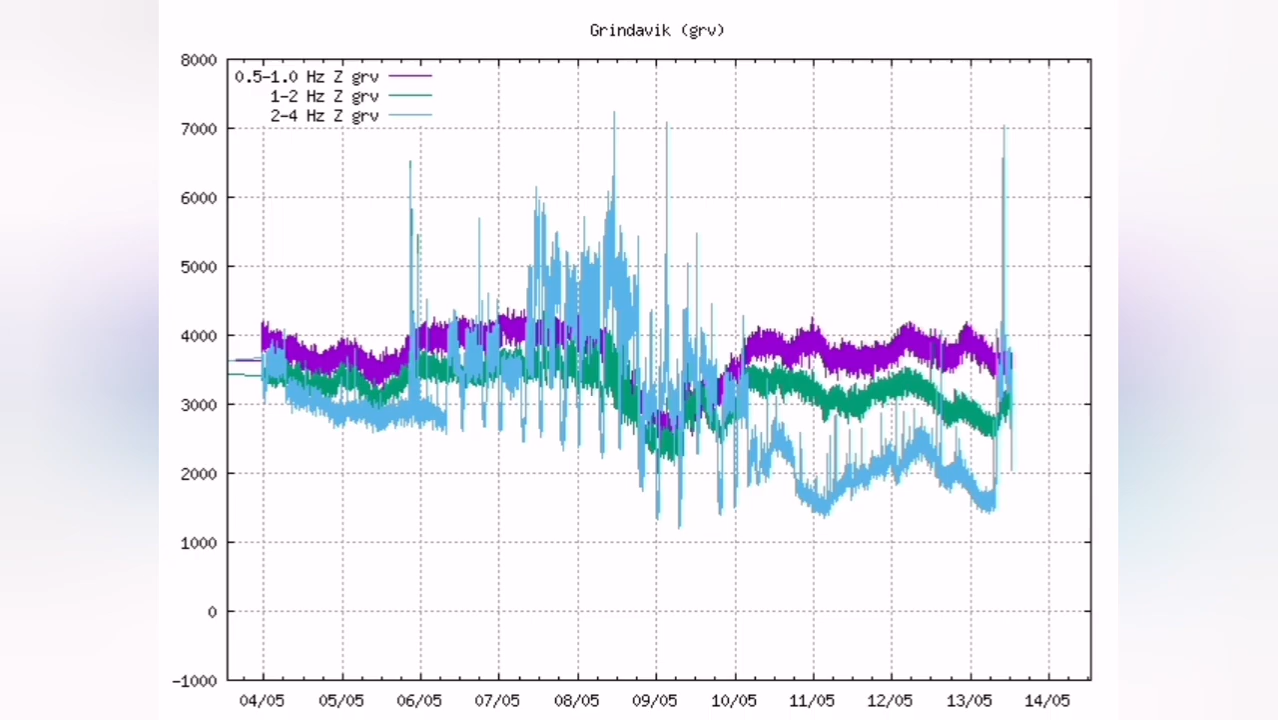 Grindavik (grv)
8000
7000
6000
5000
4000
3000
2000
1000
0
-1000
0.5-1.0 Hz Z grv
1-2 Hz Z grv
2-4 Hz Z grv
04/05 05/05 06/05 07/05 08/05 09/05 10/05 11/05 12/05 13/05 14/05